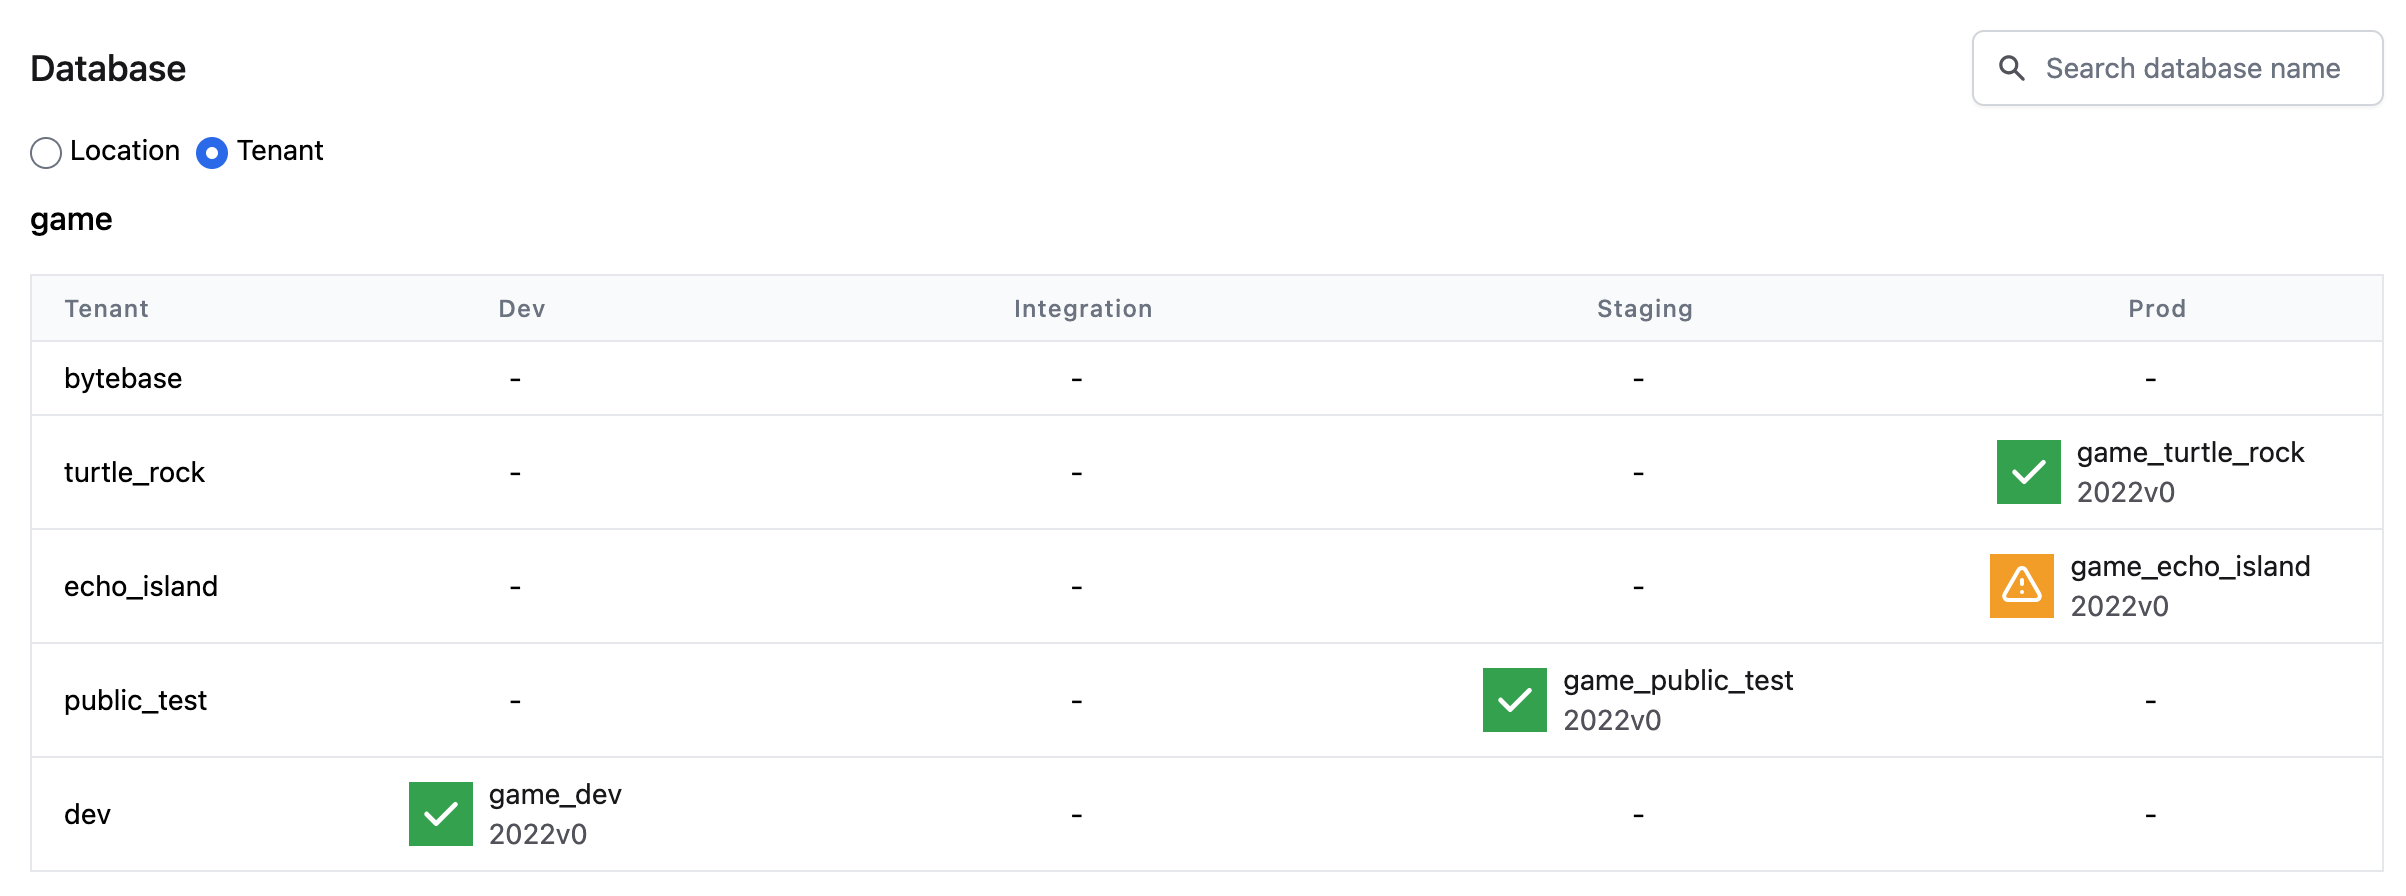 Database
Search database name
Location Tenant
game
Tenant Dev Integration Staging Prod
bytebase - - - -
turtle_rock - - - game_turtle_rock
2022v0
echo_island - - - game_echo_island
2022v0
public_test - - game_public_test -
2022v0
dev game_dev - - -
2022v0